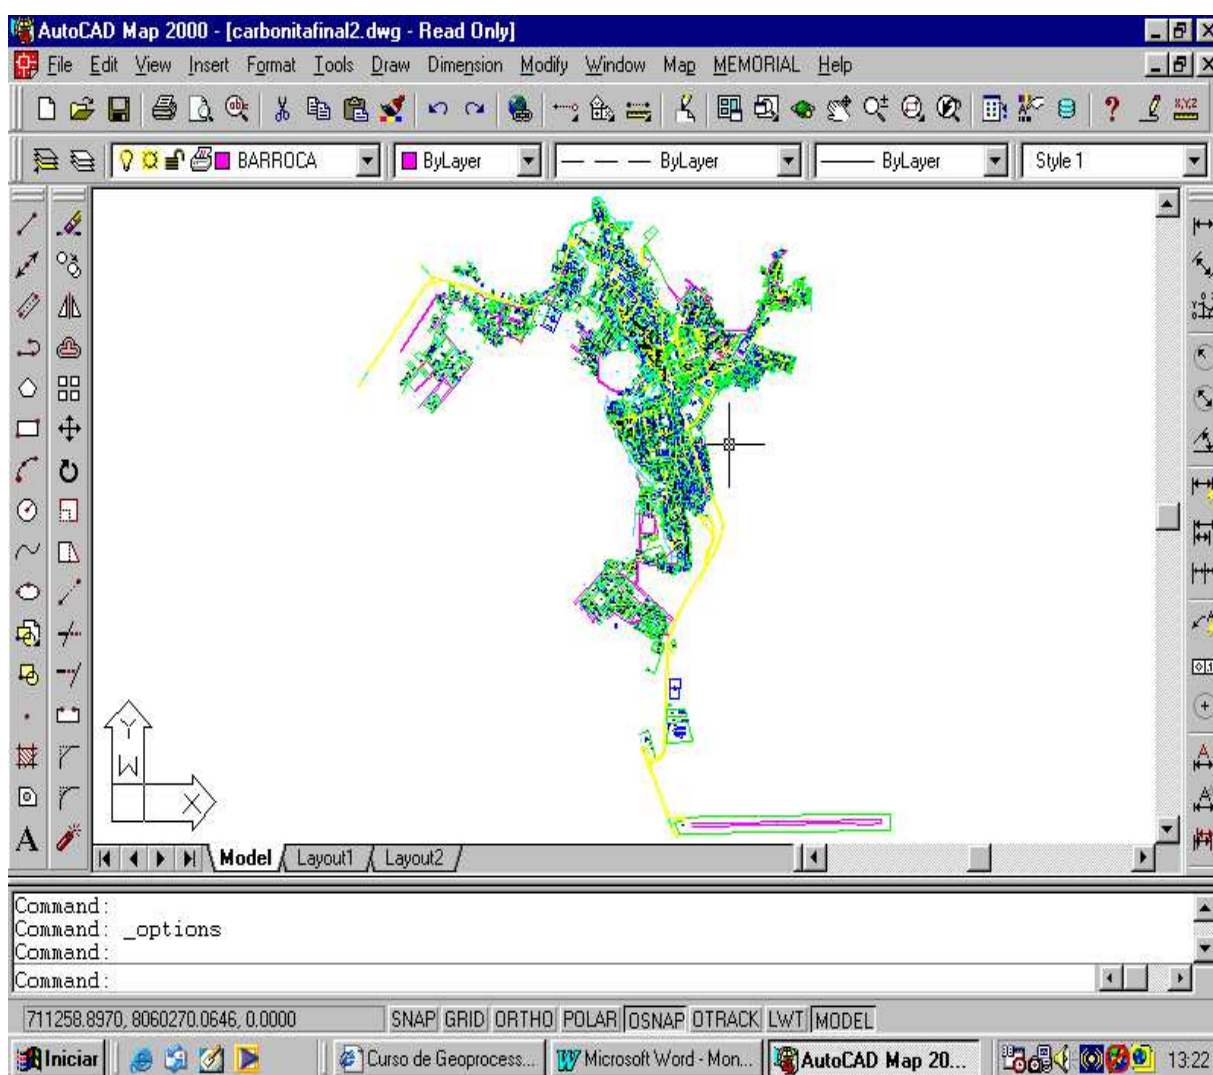 AutoCAD Map 2000 - [carbonitafinal2.dwg - Read Only]
File Edit View Insert Format Tools Draw Dimension Modify Window Map MEMORIAL Help
BARROCA ByLayer ByLayer ByLayer Style 1
Y
W
X
A
Model Layout1 Layout2
Command:
Command: _options
Command:
Command:
711258.8970, 8060270.0646, 0.0000 SNAP GRID ORTHO POLAR OSNAP OTRACK LWT MODEL
Iniciar Curso de Geoprocess... Microsoft Word - Mon... AutoCAD Map 20... 13:22